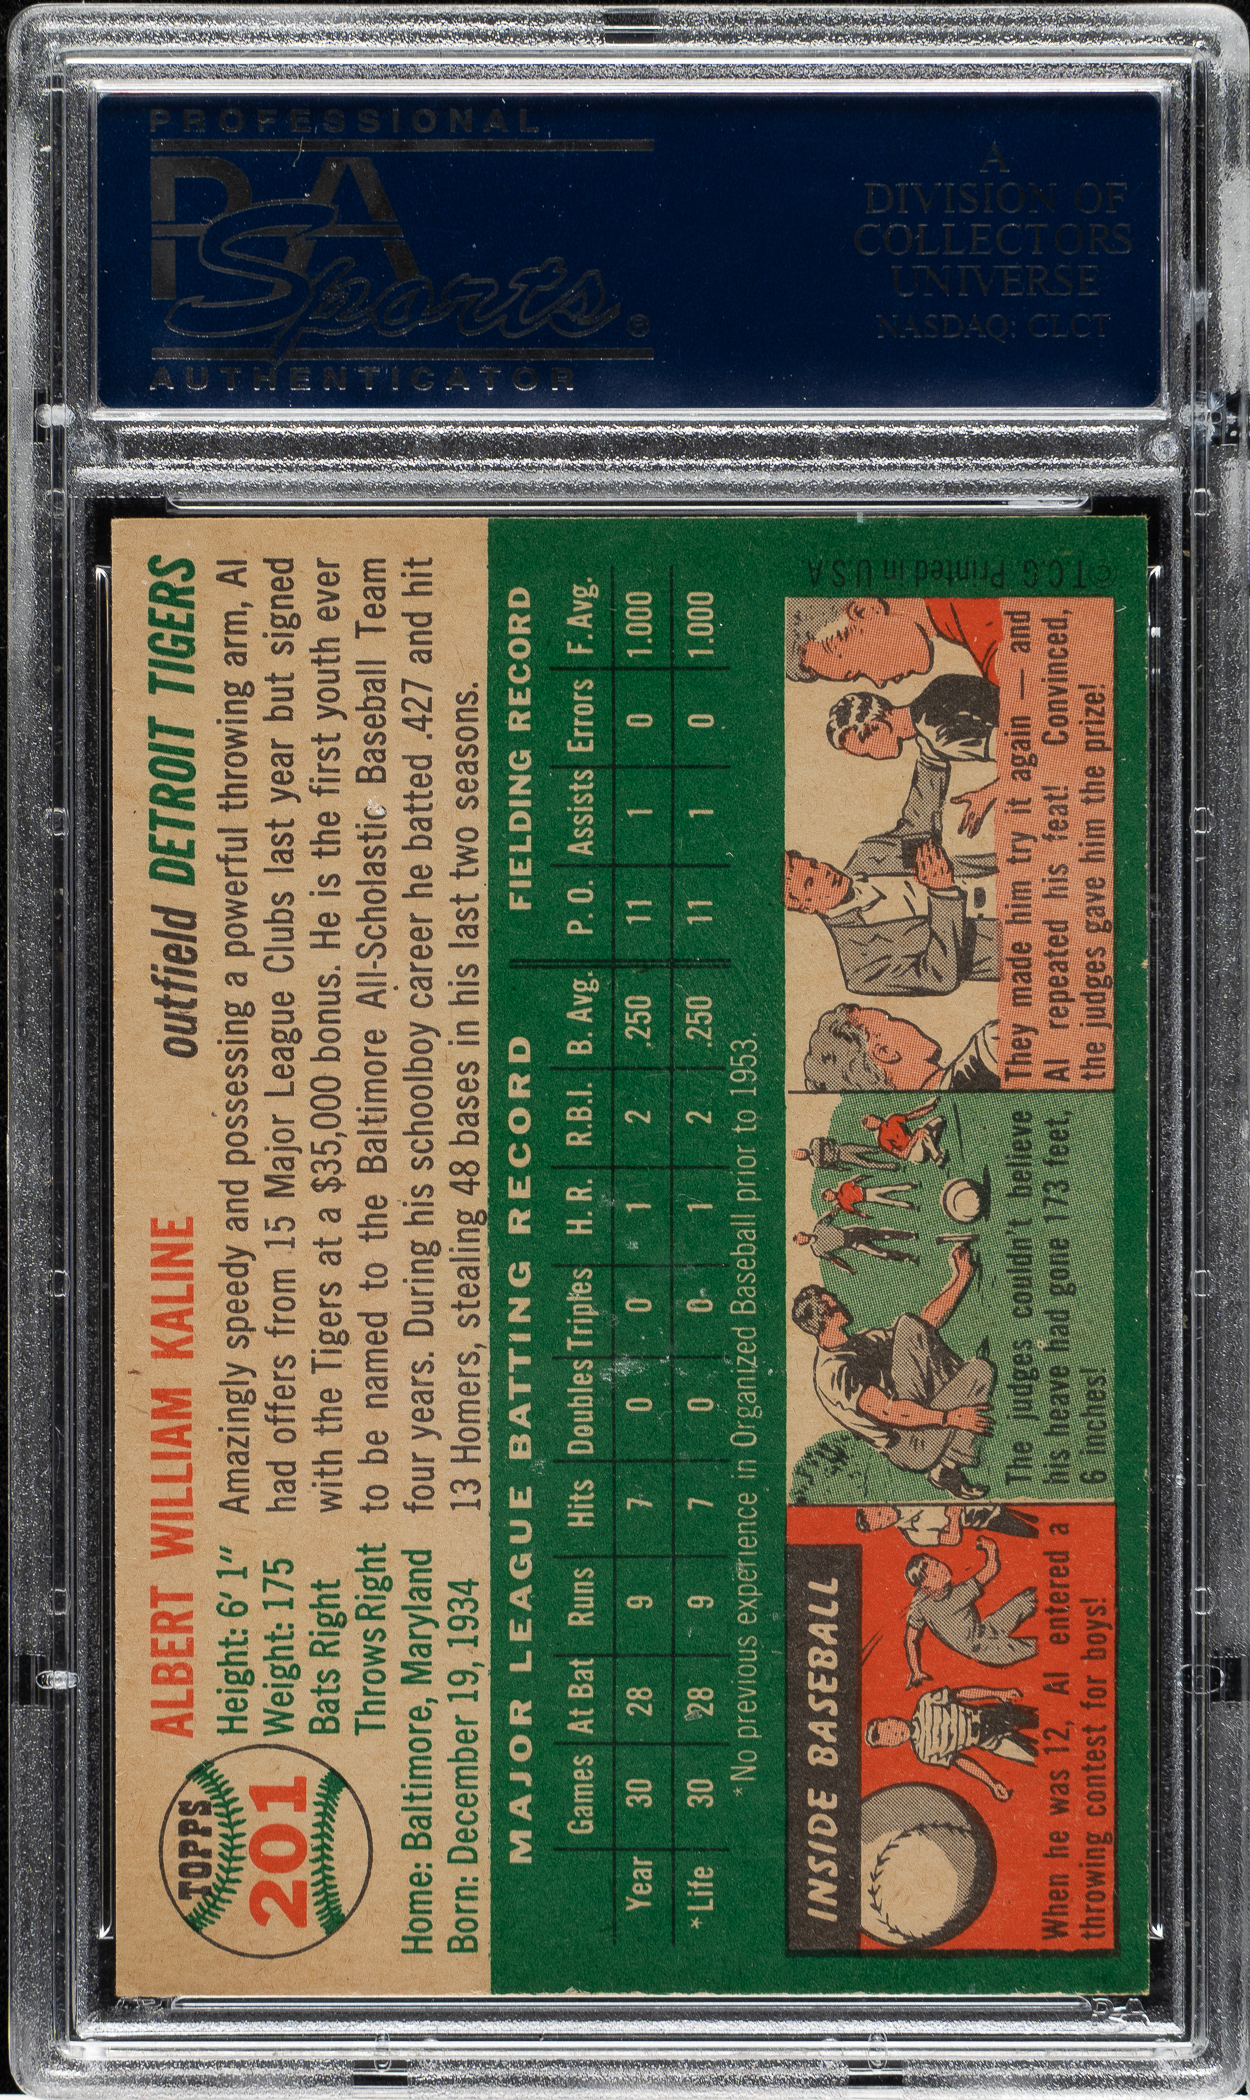 PROFESSIONAL
PSA
Sports®
AUTHENTICATOR
A
DIVISION OF
COLLECTORS
UNIVERSE
NASDAQ: CLCT
TOPPS
201
ALBERT WILLIAM KALINE
outfield DETROIT TIGERS
Height: 6' 1"
Weight: 175
Bats Right
Throws Right
Home: Baltimore, Maryland
Born: December 19, 1934
Amazingly speedy and possessing a powerful throwing arm, Al
had offers from 15 Major League Clubs last year but signed
with the Tigers at a $35,000 bonus. He is the first youth ever
to be named to the Baltimore All-Scholastic Baseball Team
four years. During his schoolboy career he batted .427 and hit
13 Homers, stealing 48 bases in his last two seasons.
MAJOR LEAGUE BATTING RECORD FIELDING RECORD
Games At Bat Runs Hits Doubles Triples H. R. R.B.I. B. Avg. P. O. Assists Errors F. Avg.
Year 30 28 9 7 0 0 1 2 .250 11 1 0 1.000
*Life 30 28 9 7 0 0 1 2 .250 11 1 0 1.000
*No previous experience in Organized Baseball prior to 1953.
INSIDE BASEBALL
When he was 12, Al entered a
throwing contest for boys!
The judges couldn't believe
his heave had gone 173 feet,
6 inches!
They made him try it again — and
Al repeated his feat! Convinced,
the judges gave him the prize!
©T.C.G. Printed in U.S.A